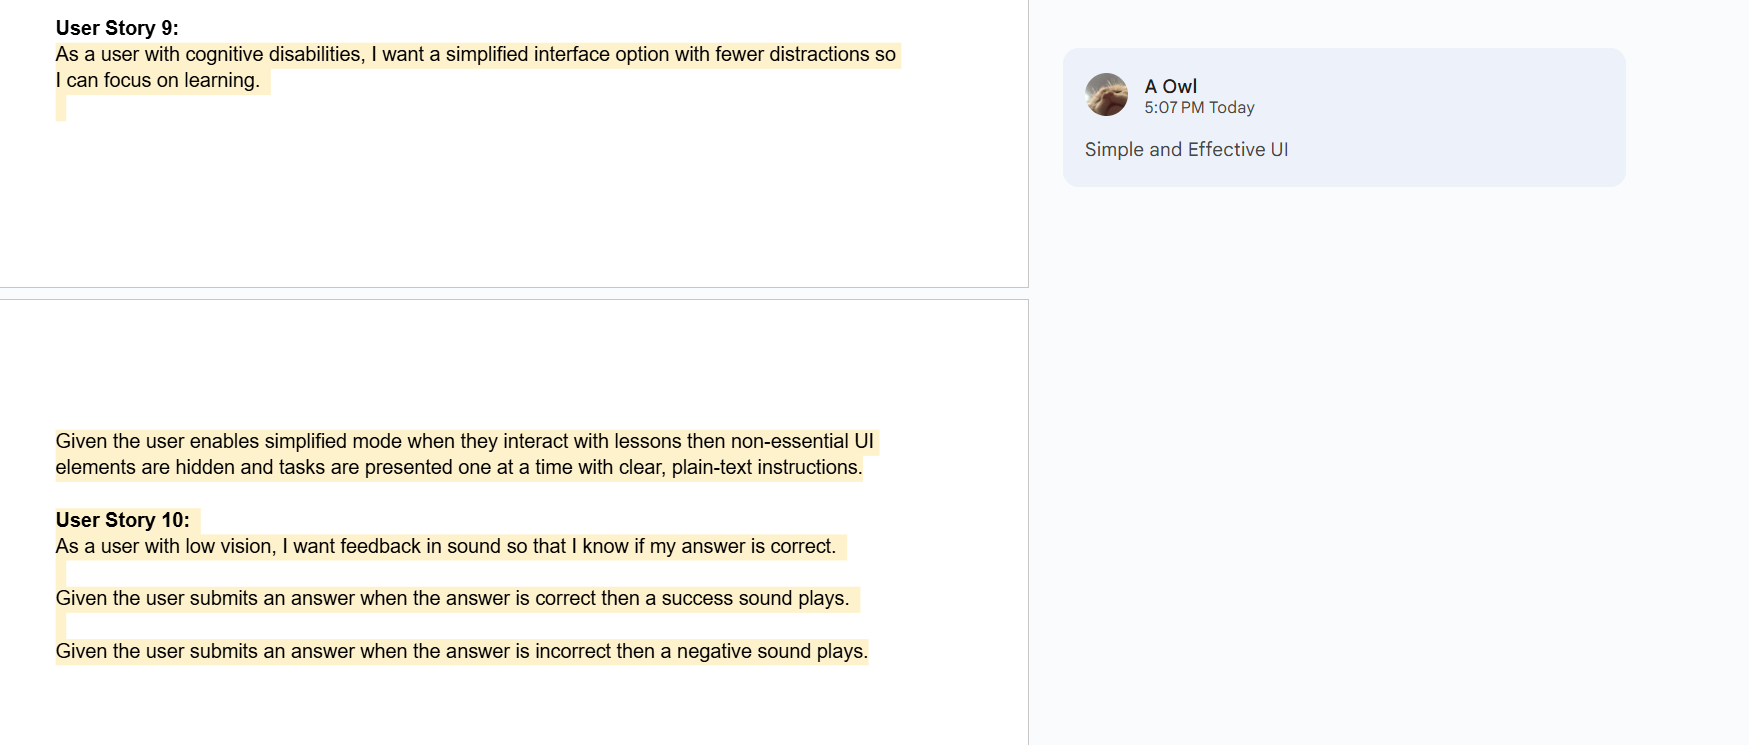 User Story 9:
As a user with cognitive disabilities, I want a simplified interface option with fewer distractions so
I can focus on learning.
A Owl
5:07 PM Today
Simple and Effective UI
Given the user enables simplified mode when they interact with lessons then non-essential UI
elements are hidden and tasks are presented one at a time with clear, plain-text instructions.
User Story 10:
As a user with low vision, I want feedback in sound so that I know if my answer is correct.
Given the user submits an answer when the answer is correct then a success sound plays.
Given the user submits an answer when the answer is incorrect then a negative sound plays.